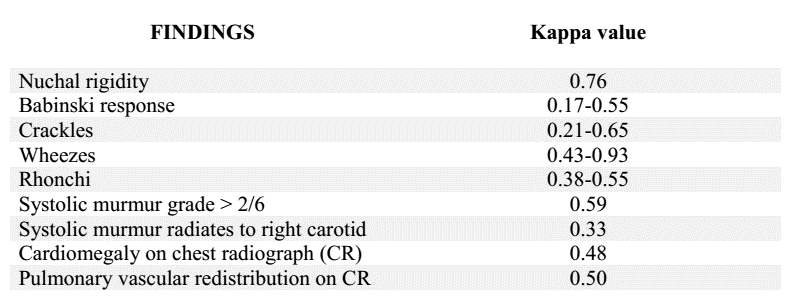 FINDINGS Kappa value
Nuchal rigidity 0.76
Babinski response 0.17-0.55
Crackles 0.21-0.65
Wheezes 0.43-0.93
Rhonchi 0.38-0.55
Systolic murmur grade > 2/6 0.59
Systolic murmur radiates to right carotid 0.33
Cardiomegaly on chest radiograph (CR) 0.48
Pulmonary vascular redistribution on CR 0.50